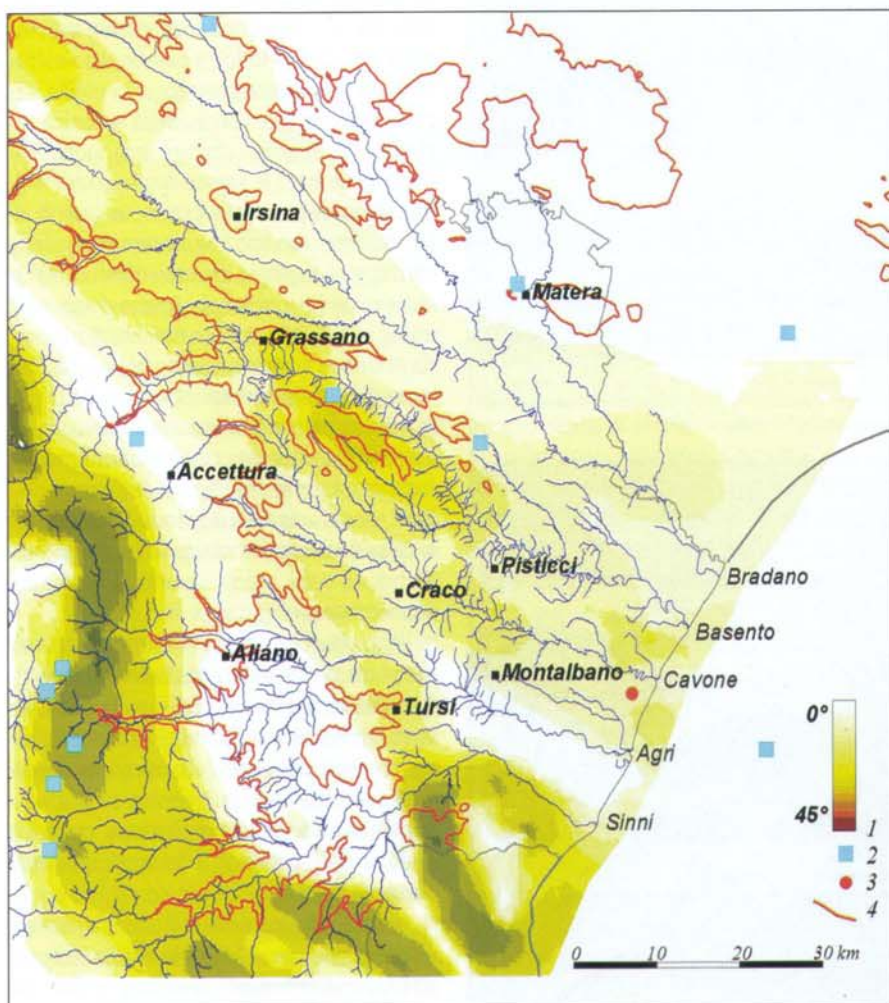 Irsina
Matera
Grassano
Accettura
Pisticci
Bradano
Craco
Basento
Aliano
Montalbano
Cavone
Tursi
0°
Agri
Sinni
45°
1
2
3
4
0 10 20 30 km